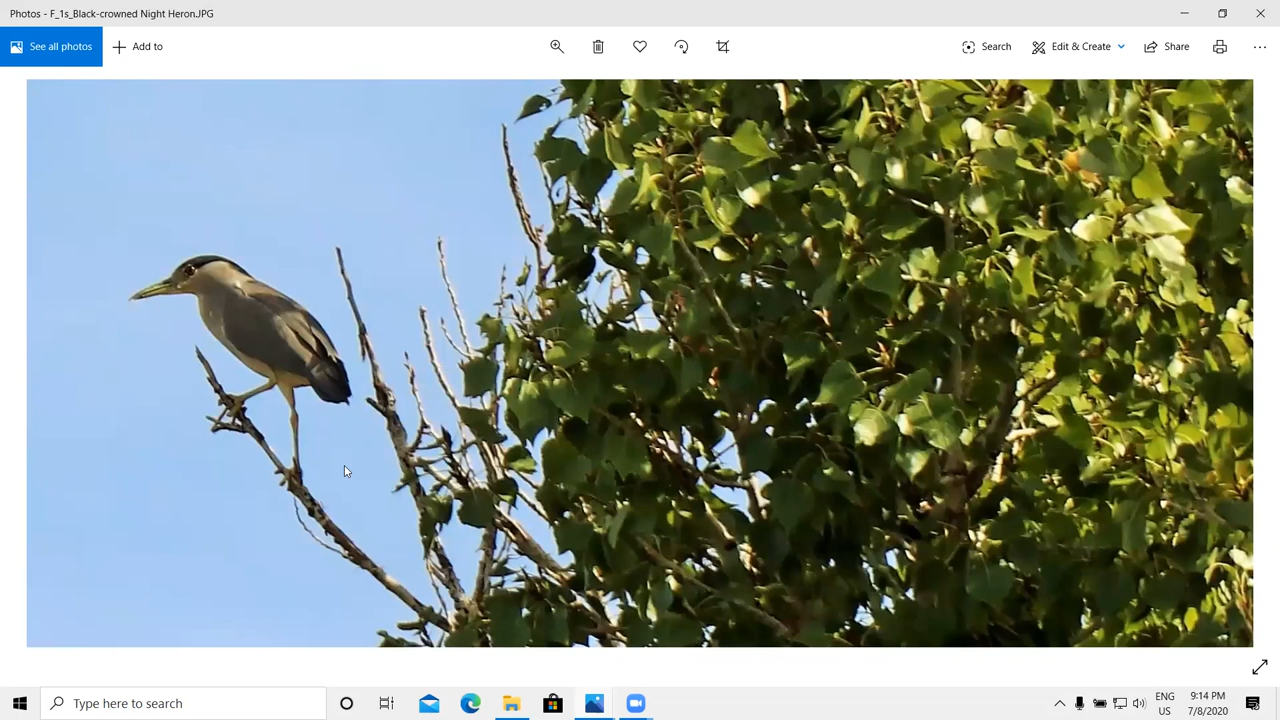 Photos - F_1s_Black-crowned Night Heron.JPG
See all photos
Add to
Search
Edit & Create
Share
Type here to search
ENG
US
9:14 PM
7/8/2020